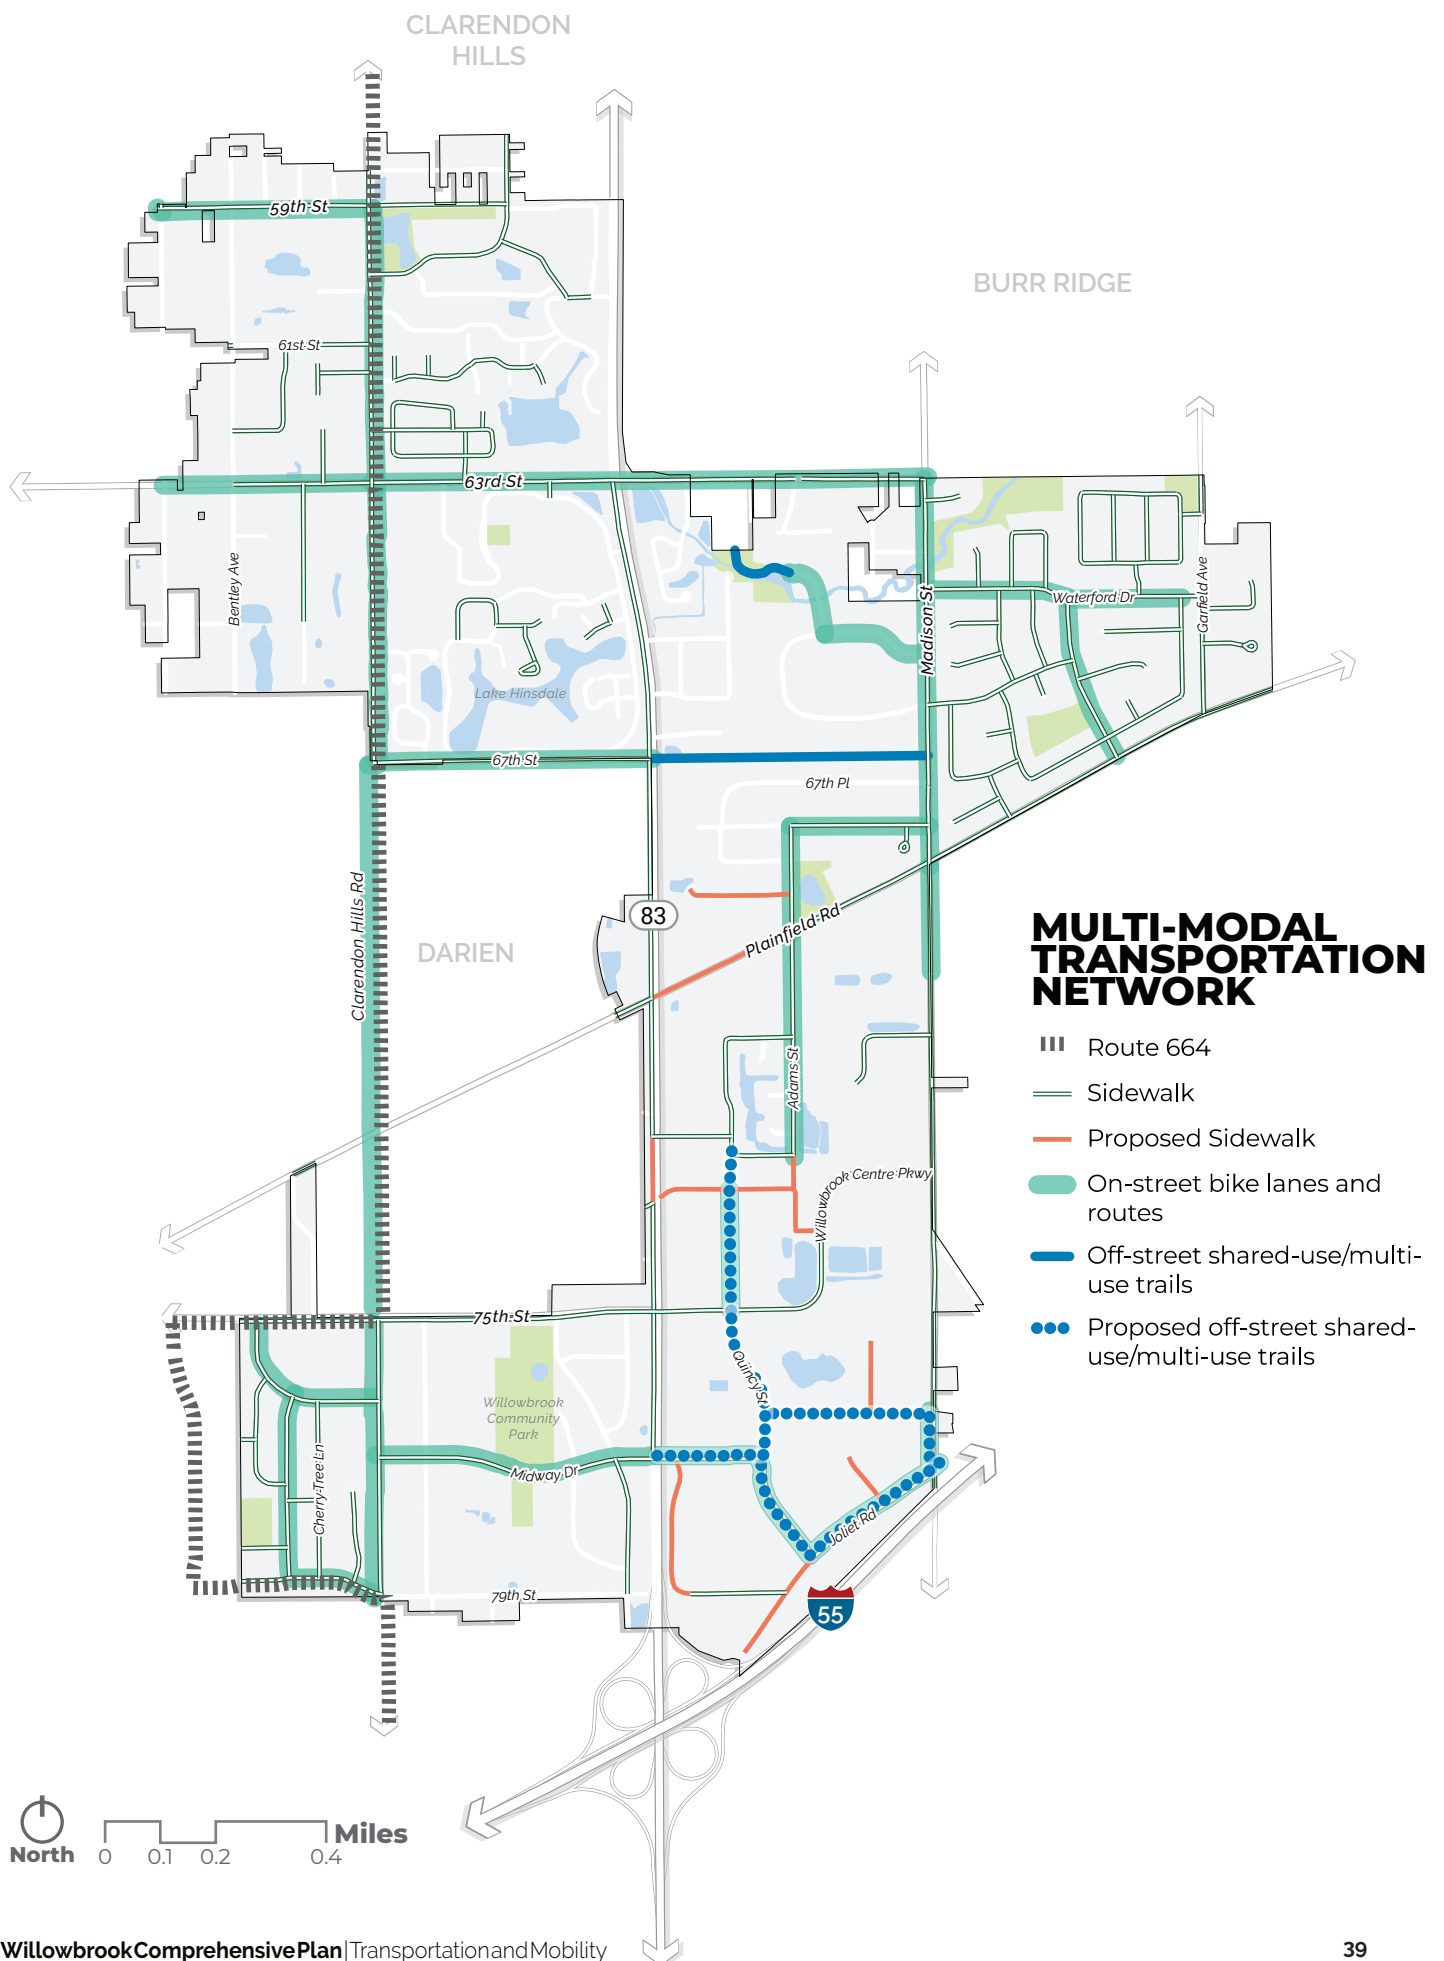 CLARENDON
HILLS
59th St
BURR RIDGE
61st St
63rd St
Bentley Ave
Madison St
Waterford Dr
Garfield Ave
Lake Hinsdale
67th St
67th Pl
Clarendon Hills Rd
83
Plainfield Rd
DARIEN
MULTI-MODAL
TRANSPORTATION
NETWORK
Route 664
Sidewalk
Proposed Sidewalk
On-street bike lanes and
routes
Off-street shared-use/multi-
use trails
Proposed off-street shared-
use/multi-use trails
Adams St
Willowbrook Centre Pkwy
75th St
Quincy St
Willowbrook
Community
Park
Cherry Tree Ln
Midway Dr
Joliet Rd
79th St
55
North
0 0.1 0.2 0.4 Miles
Willowbrook Comprehensive Plan | Transportation and Mobility
39